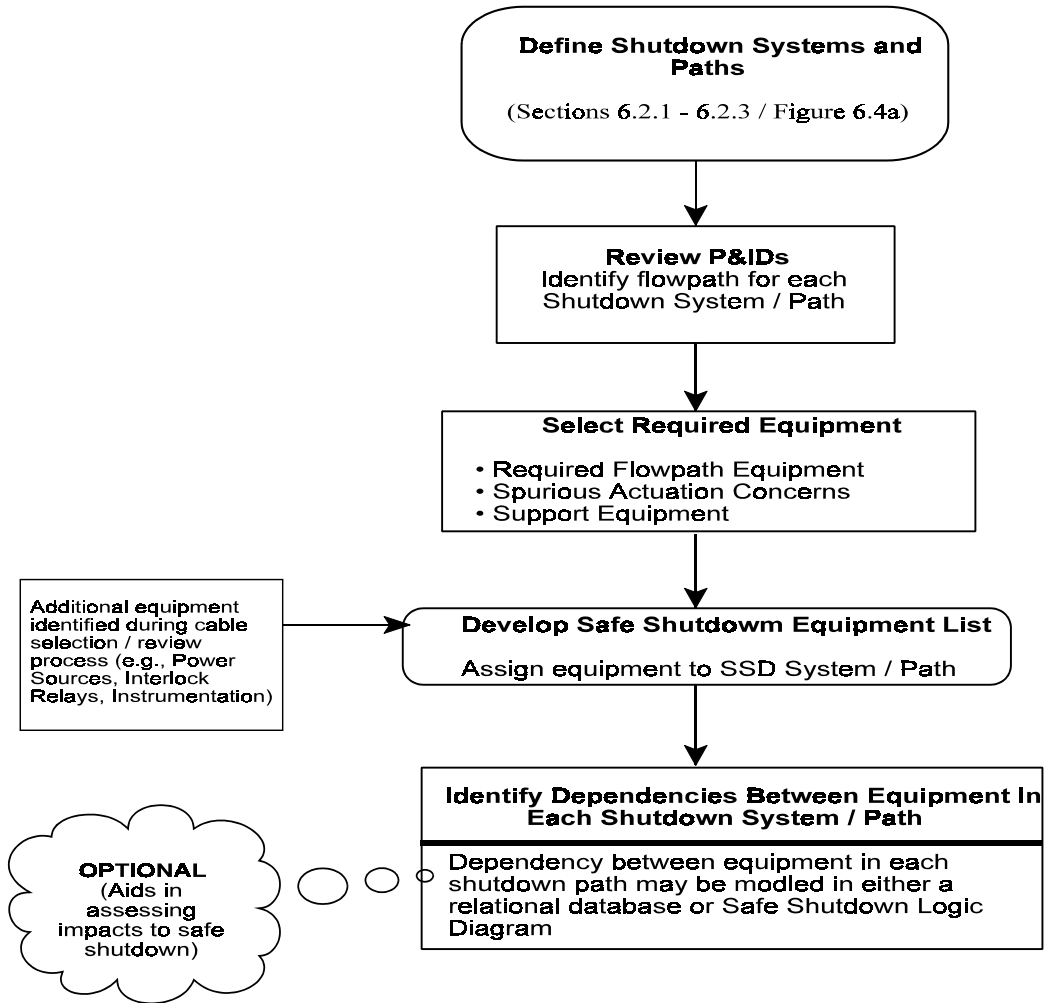 Define Shutdown Systems and
Paths
(Sections 6.2.1 - 6.2.3 / Figure 6.4a)
Review P&IDs
Identify flowpath for each
Shutdown System / Path
Select Required Equipment
• Required Flowpath Equipment
• Spurious Actuation Concerns
• Support Equipment
Additional equipment
identified during cable
selection / review
process (e.g., Power
Sources, Interlock
Relays, Instrumentation)
Develop Safe Shutdowm Equipment List
Assign equipment to SSD System / Path
Identify Dependencies Between Equipment In
Each Shutdown System / Path
Dependency between equipment in each
shutdown path may be modled in either a
relational database or Safe Shutdown Logic
Diagram
OPTIONAL
(Aids in
assessing
impacts to safe
shutdown)